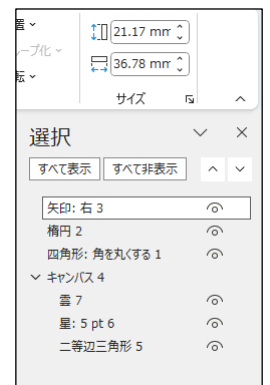 置
21.17 mm
ープ化
36.78 mm
転
サイズ
選択
すべて表示 すべて非表示
矢印: 右 3
楕円 2
四角形: 角を丸くする 1
キャンバス 4
雲 7
星: 5 pt 6
二等辺三角形 5